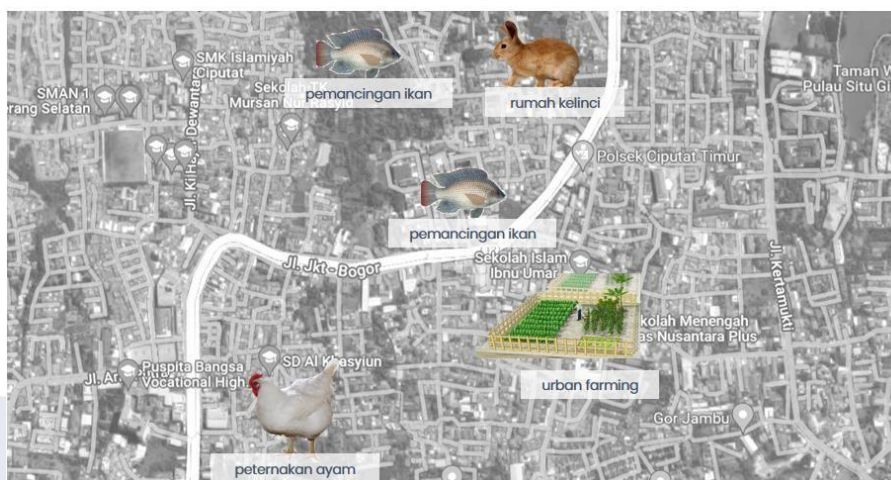 SMK Islamiyah
Ciputat
SMAN 1
erang Selatan
Sekolah TK
Mursan Nur Rasyid
pemancingan ikan
rumah kelinci
Taman W
Pulau Situ Gi
Polsek Ciputat Timur
pemancingan ikan
Jl. Jkt - Bogor
Sekolah Islam
Ibnu Umar
Jl. Kertamukti
kolah Menengah
as Nusantara Plus
Puspita Bangsa
Vocational High
SD Al Khasyiun
urban farming
Gor Jambu
peternakan ayam